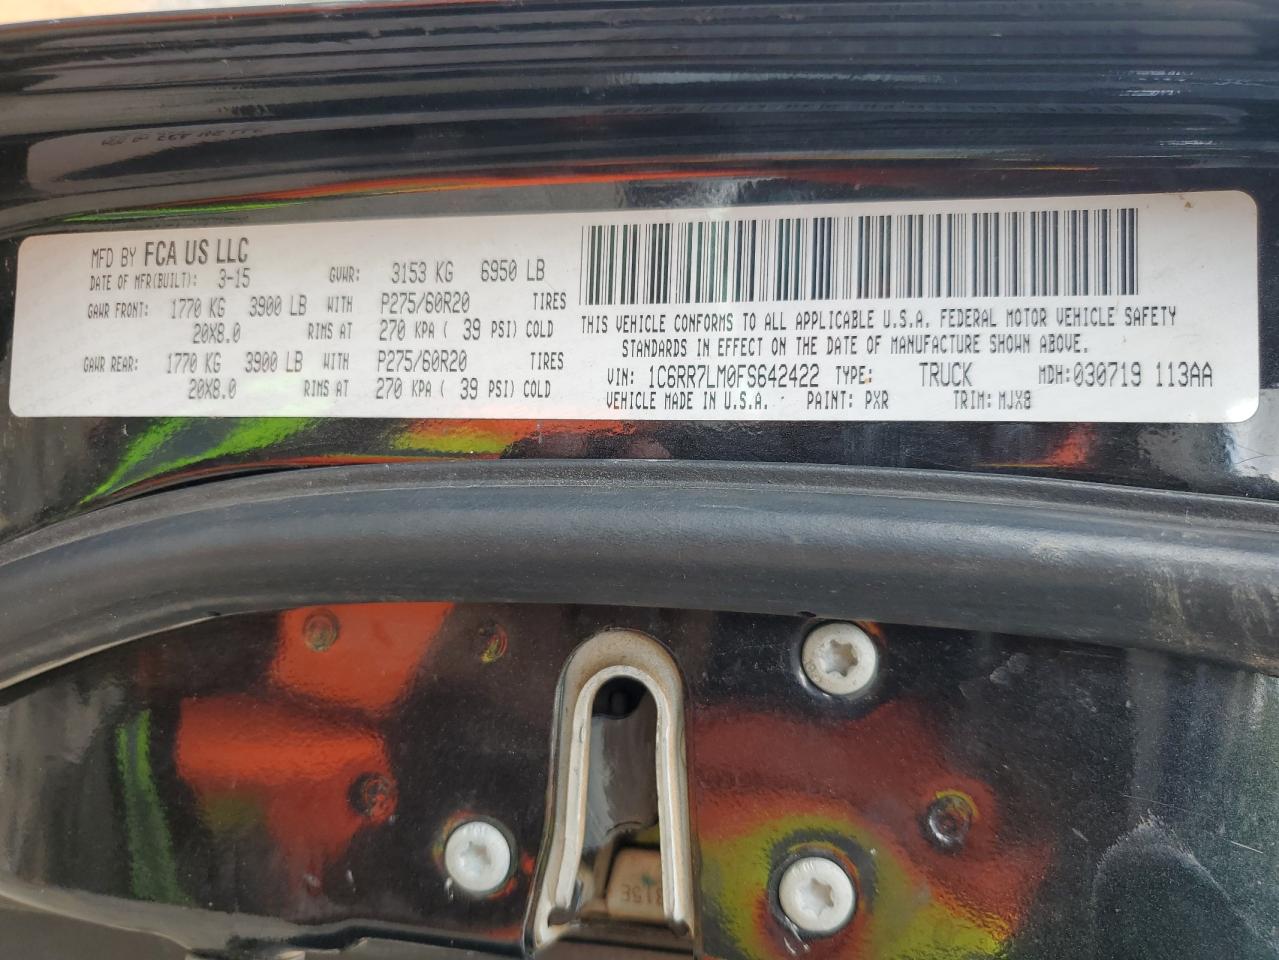 MFD BY FCA US LLC
DATE OF MFR(BUILT): 3-15 GVWR: 3153 KG 6950 LB
GAWR FRONT: 1770 KG 3900 LB WITH P275/60R20 TIRES
20X8.0 RIMS AT 270 KPA ( 39 PSI) COLD
GAWR REAR: 1770 KG 3900 LB WITH P275/60R20 TIRES
20X8.0 RIMS AT 270 KPA ( 39 PSI) COLD
THIS VEHICLE CONFORMS TO ALL APPLICABLE U.S.A. FEDERAL MOTOR VEHICLE SAFETY
STANDARDS IN EFFECT ON THE DATE OF MANUFACTURE SHOWN ABOVE.
VIN: 1C6RR7LM0FS642422 TYPE: TRUCK MDH:030719 113AA
VEHICLE MADE IN U.S.A. PAINT: PXR TRIM: MJX8